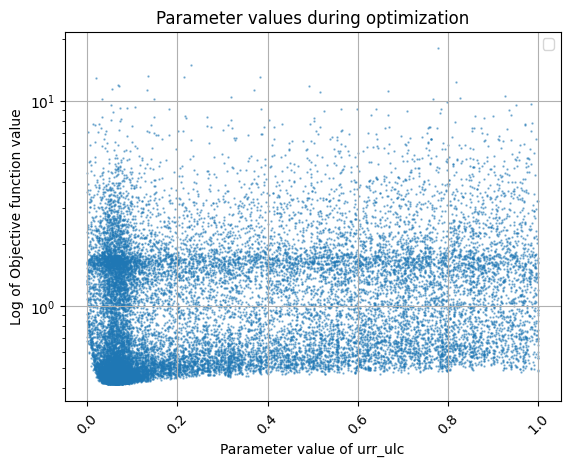 Parameter values during optimization
Log of Objective function value
10¹
10⁰
0.0 0.2 0.4 0.6 0.8 1.0
Parameter value of urr_ulc